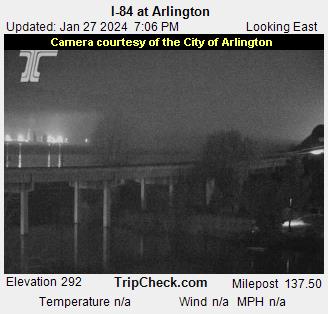 I-84 at Arlington
Updated: Jan 27 2024 7:06 PM Looking East
Camera courtesy of the City of Arlington
Elevation 292 TripCheck.com Milepost 137.50
Temperature n/a Wind n/a MPH n/a